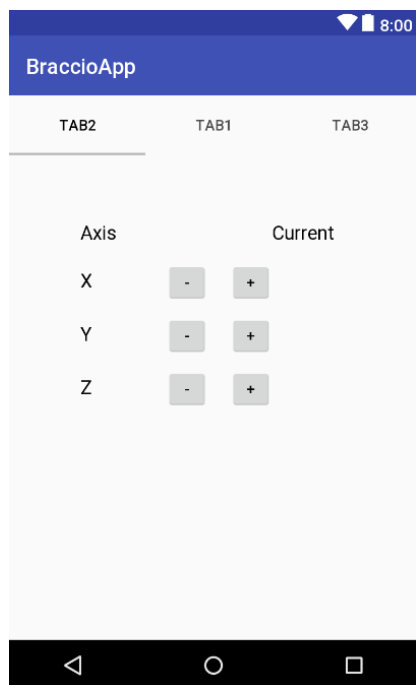 8:00
BraccioApp
TAB2 TAB1 TAB3
Axis Current
X - +
Y - +
Z - +